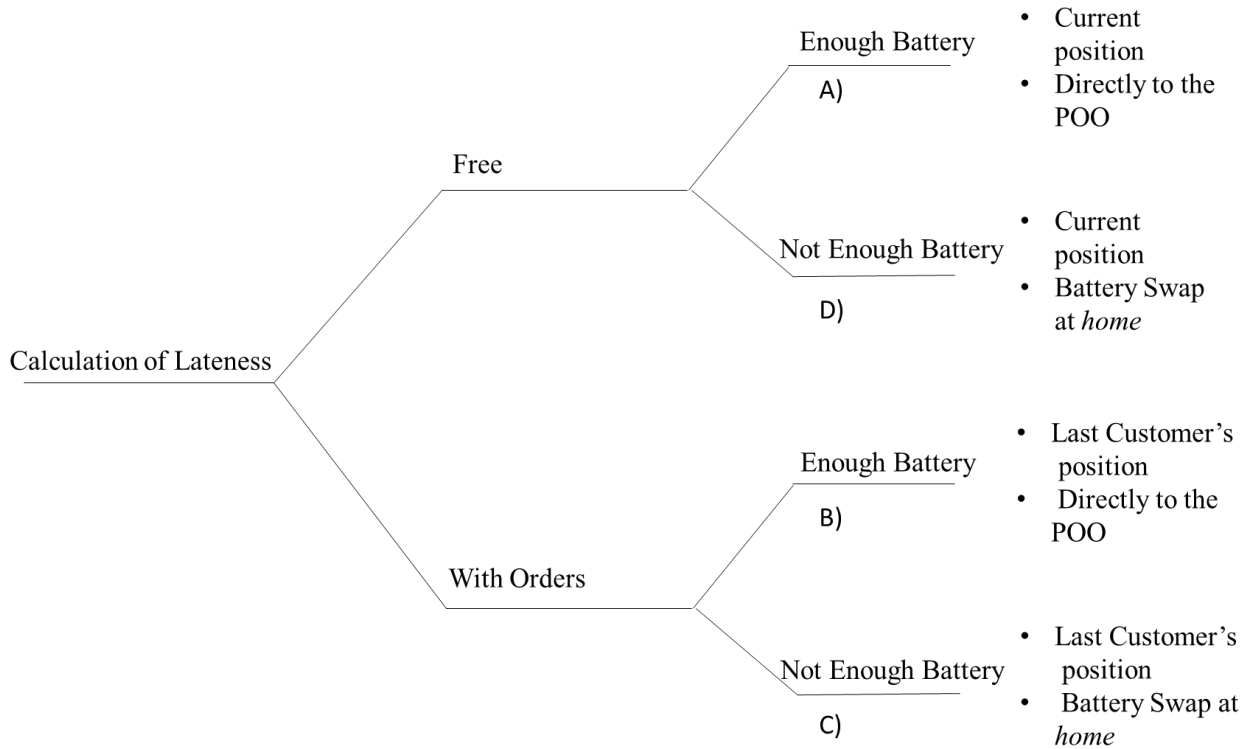 Enough Battery
A)
• Current
position
• Directly to the
POO
Free
Not Enough Battery
D)
• Current
position
• Battery Swap
at home
Calculation of Lateness
Enough Battery
B)
• Last Customer’s
position
• Directly to the
POO
With Orders
Not Enough Battery
C)
• Last Customer’s
position
• Battery Swap at
home